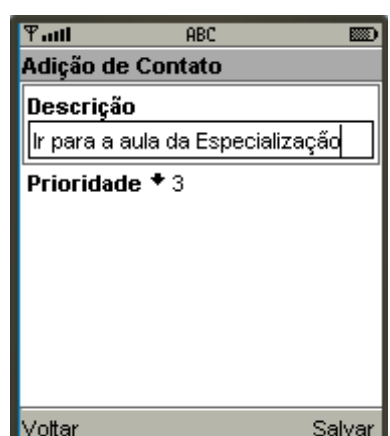 ABC
Adição de Contato
Descrição
Ir para a aula da Especialização
Prioridade 3
Voltar Salvar